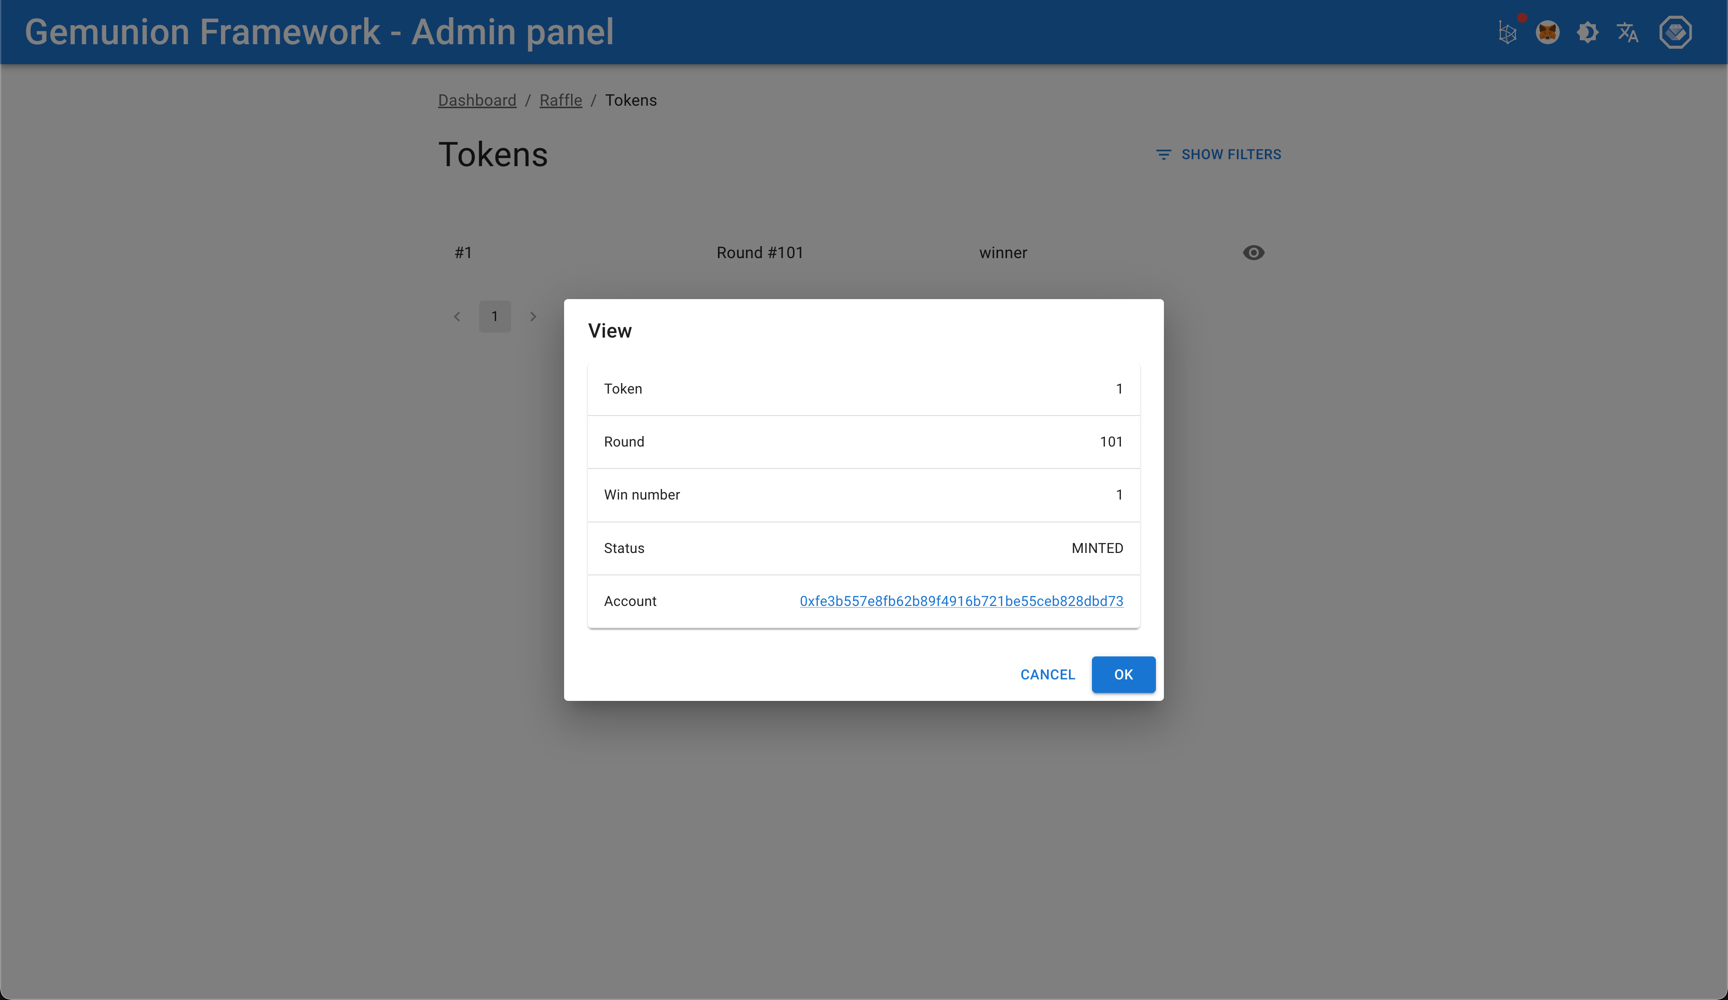 Gemunion Framework - Admin panel
Dashboard / Raffle / Tokens
Tokens
SHOW FILTERS
#1 Round #101 winner
1
View
Token 1
Round 101
Win number 1
Status MINTED
Account 0xfe3b557e8fb62b89f4916b721be55ceb828dbd73
CANCEL OK